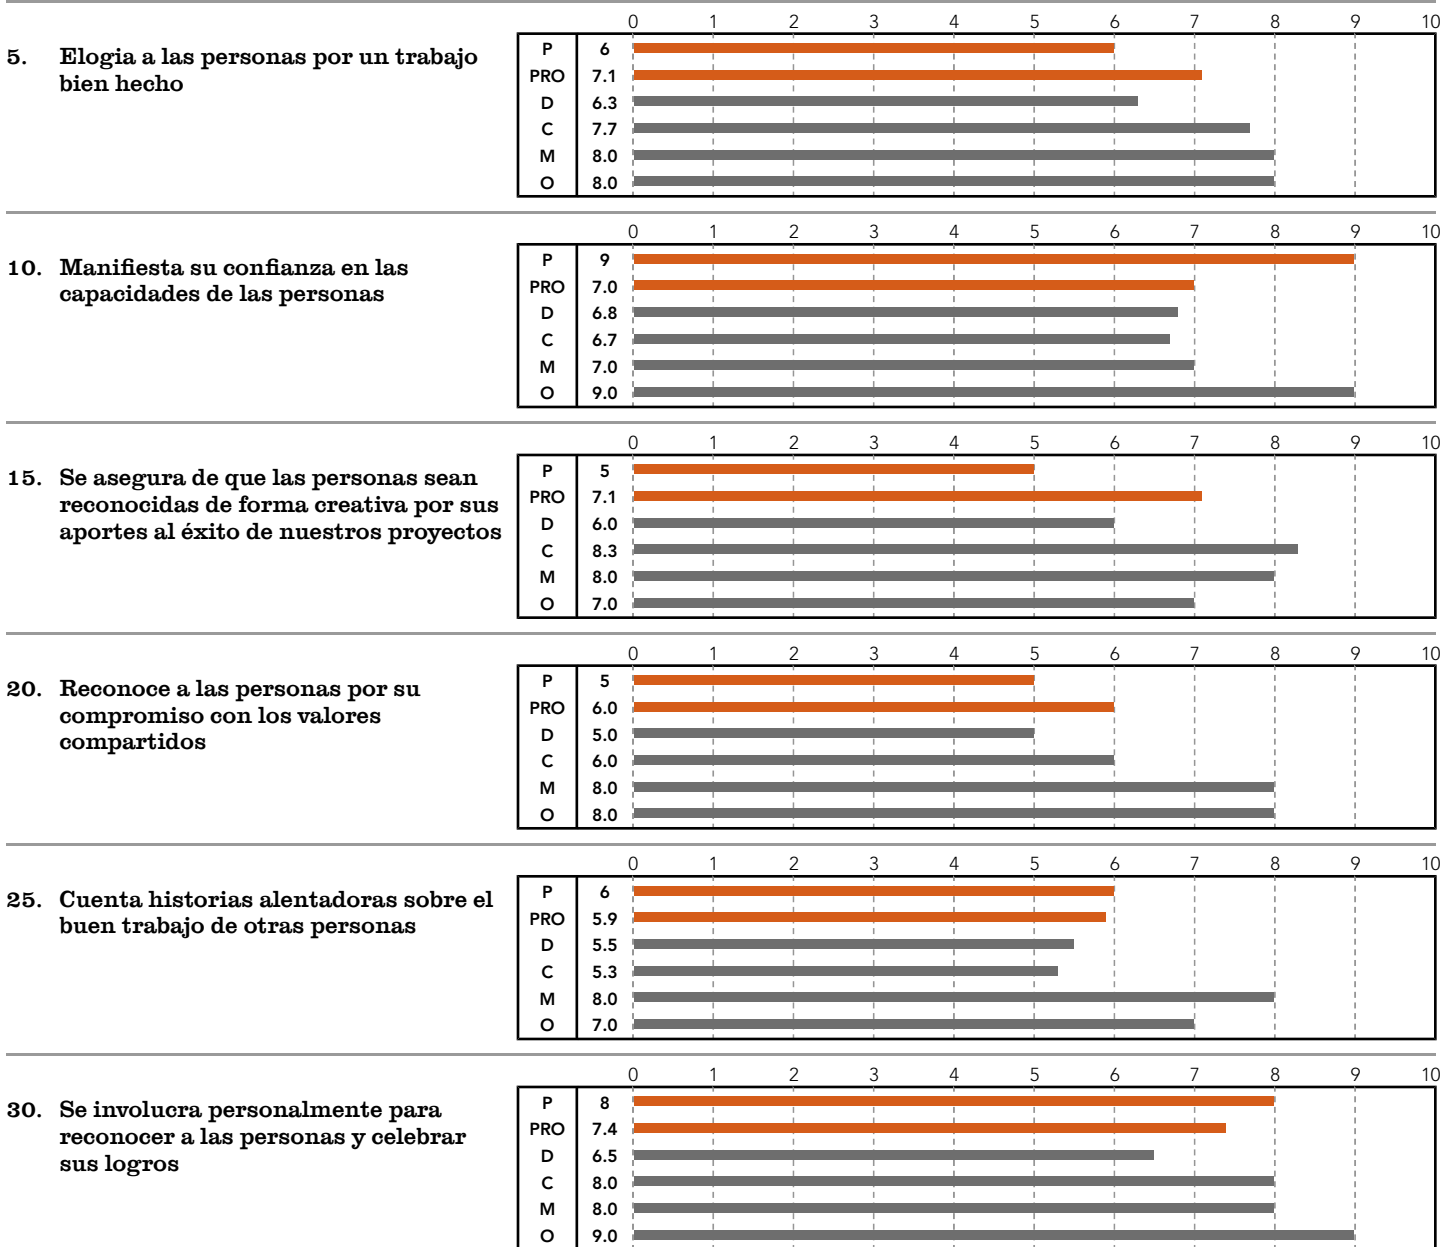 0 1 2 3 4 5 6 7 8 9 10
5. Elogia a las personas por un trabajo
bien hecho
P 6
PRO 7.1
D 6.3
C 7.7
M 8.0
O 8.0
0 1 2 3 4 5 6 7 8 9 10
10. Manifiesta su confianza en las
capacidades de las personas
P 9
PRO 7.0
D 6.8
C 6.7
M 7.0
O 9.0
0 1 2 3 4 5 6 7 8 9 10
15. Se asegura de que las personas sean
reconocidas de forma creativa por sus
aportes al éxito de nuestros proyectos
P 5
PRO 7.1
D 6.0
C 8.3
M 8.0
O 7.0
0 1 2 3 4 5 6 7 8 9 10
20. Reconoce a las personas por su
compromiso con los valores
compartidos
P 5
PRO 6.0
D 5.0
C 6.0
M 8.0
O 8.0
0 1 2 3 4 5 6 7 8 9 10
25. Cuenta historias alentadoras sobre el
buen trabajo de otras personas
P 6
PRO 5.9
D 5.5
C 5.3
M 8.0
O 7.0
0 1 2 3 4 5 6 7 8 9 10
30. Se involucra personalmente para
reconocer a las personas y celebrar
sus logros
P 8
PRO 7.4
D 6.5
C 8.0
M 8.0
O 9.0